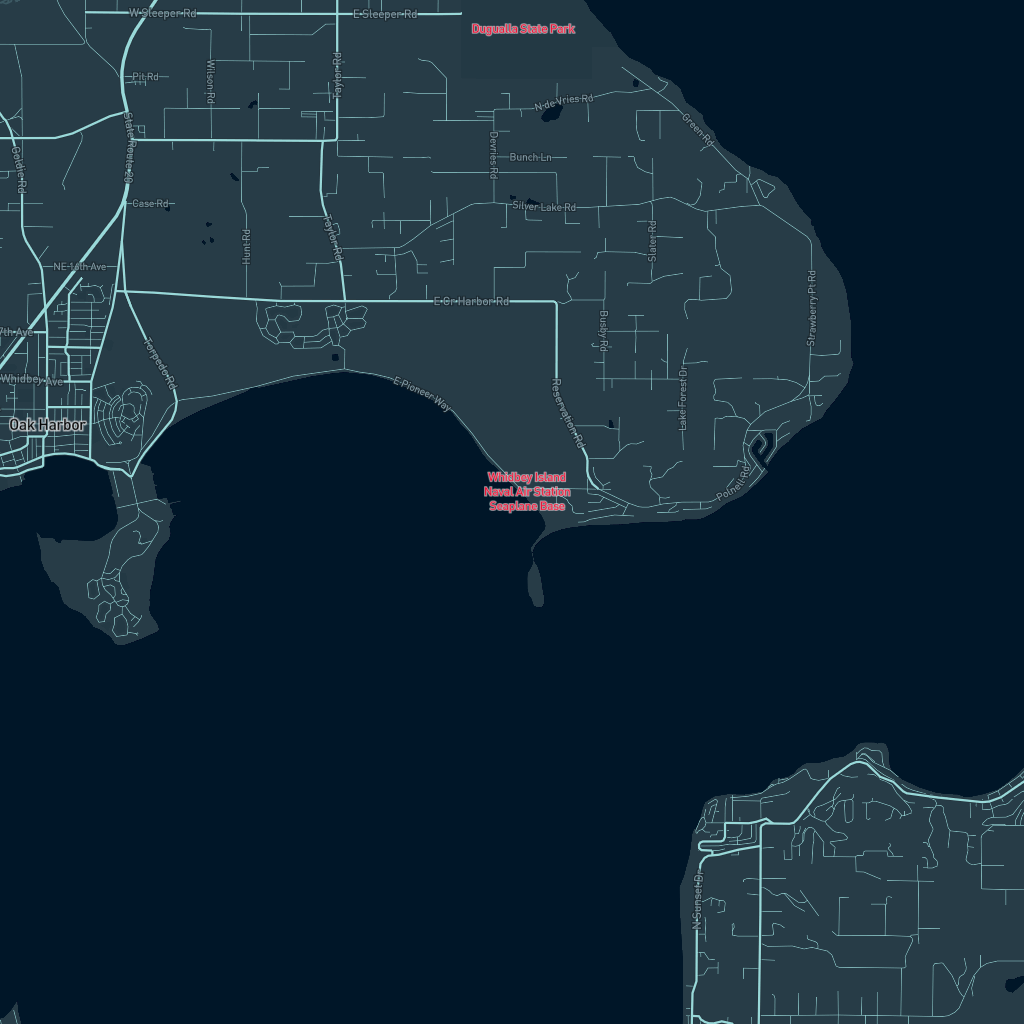 W Sleeper Rd
E Sleeper Rd
Dugualla State Park
Pit Rd
Wilson Rd
Taylor Rd
N de Vries Rd
Green Rd
State Route 20
Goldie Rd
Devries Rd
Bunch Ln
Case Rd
Silver Lake Rd
Hunt Rd
Taylor Rd
Slater Rd
NE 16th Ave
E Cr Harbor Rd
Strawberry Pt Rd
7th Ave
Busby Rd
Torpedo Rd
Whidbey Ave
E Pioneer Way
Reservation Rd
Lake Forest Dr
Oak Harbor
Whidbey Island
Naval Air Station
Seaplane Base
Polnell Rd
N Sunset Dr